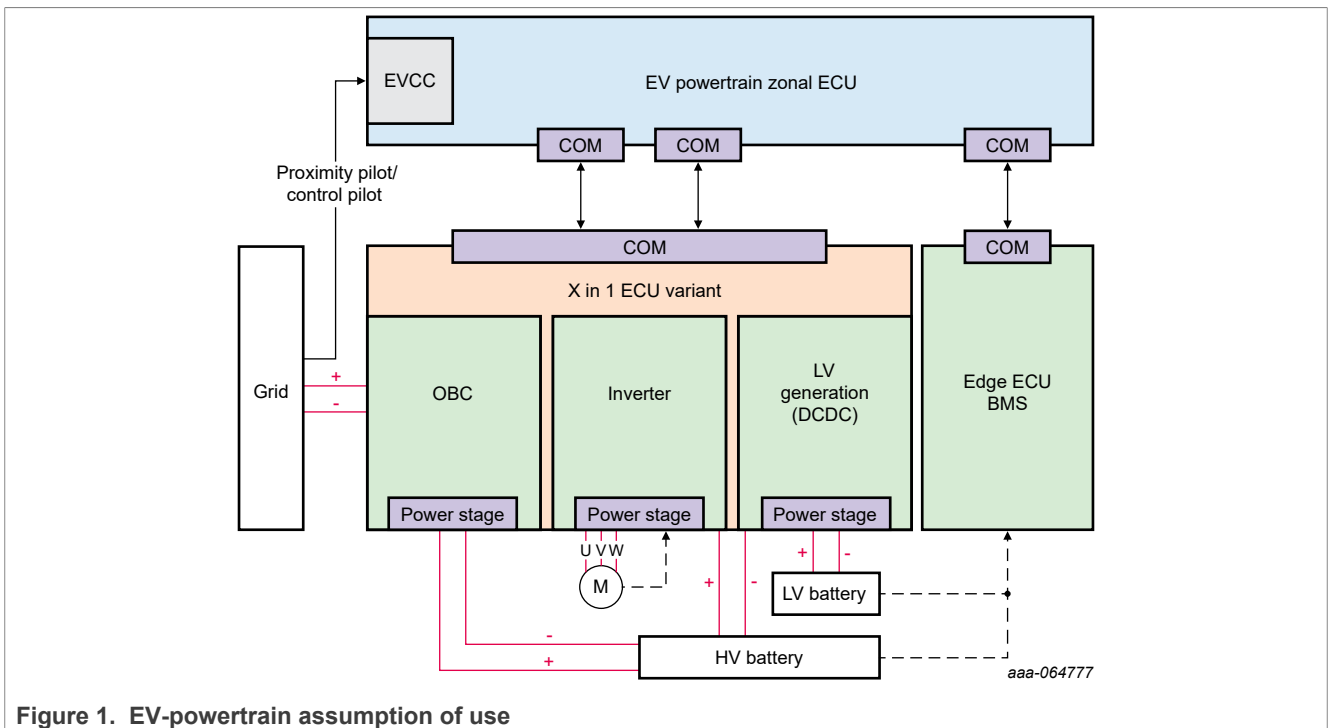 EVCC
EV powertrain zonal ECU
COM
COM
COM
Proximity pilot/
control pilot
COM
COM
X in 1 ECU variant
Grid
+
-
OBC
Inverter
LV
generation
(DCDC)
Edge ECU
BMS
Power stage
Power stage
Power stage
U V W
M
+
-
+
-
LV battery
-
+
HV battery
aaa-064777
Figure 1. EV-powertrain assumption of use